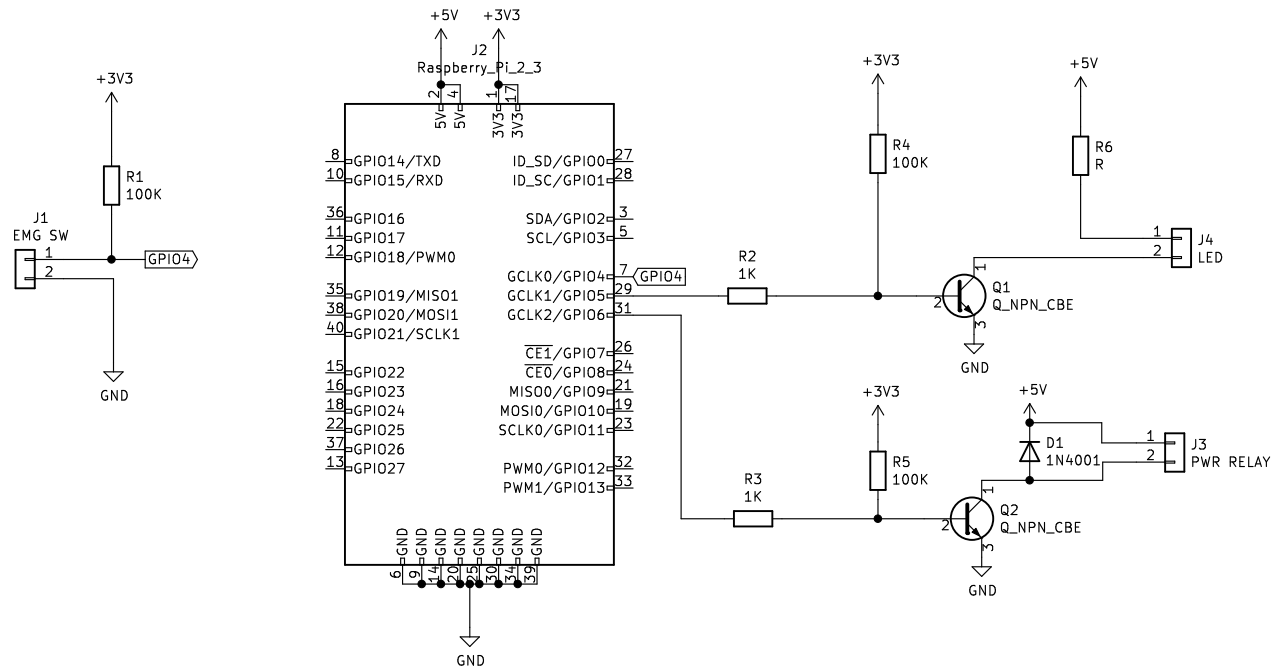 +5V
+3V3
J2
Raspberry_Pi_2_3
+3V3
R1
100K
J1
EMG SW
1
2
GPIO4
GND
2
4
1
17
5V
5V
3V3
3V3
8
GPIO14/TXD
10
GPIO15/RXD
36
GPIO16
11
GPIO17
12
GPIO18/PWM0
35
GPIO19/MISO1
38
GPIO20/MOSI1
40
GPIO21/SCLK1
15
GPIO22
16
GPIO23
18
GPIO24
22
GPIO25
37
GPIO26
13
GPIO27
ID_SD/GPIO0
27
ID_SC/GPIO1
28
SDA/GPIO2
3
SCL/GPIO3
5
GCLK0/GPIO4
7
GPIO4
GCLK1/GPIO5
29
GCLK2/GPIO6
31
CE1/GPIO7
26
CE0/GPIO8
24
MISO0/GPIO9
21
MOSI0/GPIO10
19
SCLK0/GPIO11
23
PWM0/GPIO12
32
PWM1/GPIO13
33
GND
GND
GND
GND
GND
GND
GND
GND
6
9
14
20
25
30
34
39
GND
R2
1K
+3V3
R4
100K
+5V
R6
R
1
2
J4
LED
1
2
3
Q1
Q_NPN_CBE
GND
R3
1K
+3V3
R5
100K
+5V
D1
1N4001
1
2
J3
PWR RELAY
1
2
3
Q2
Q_NPN_CBE
GND